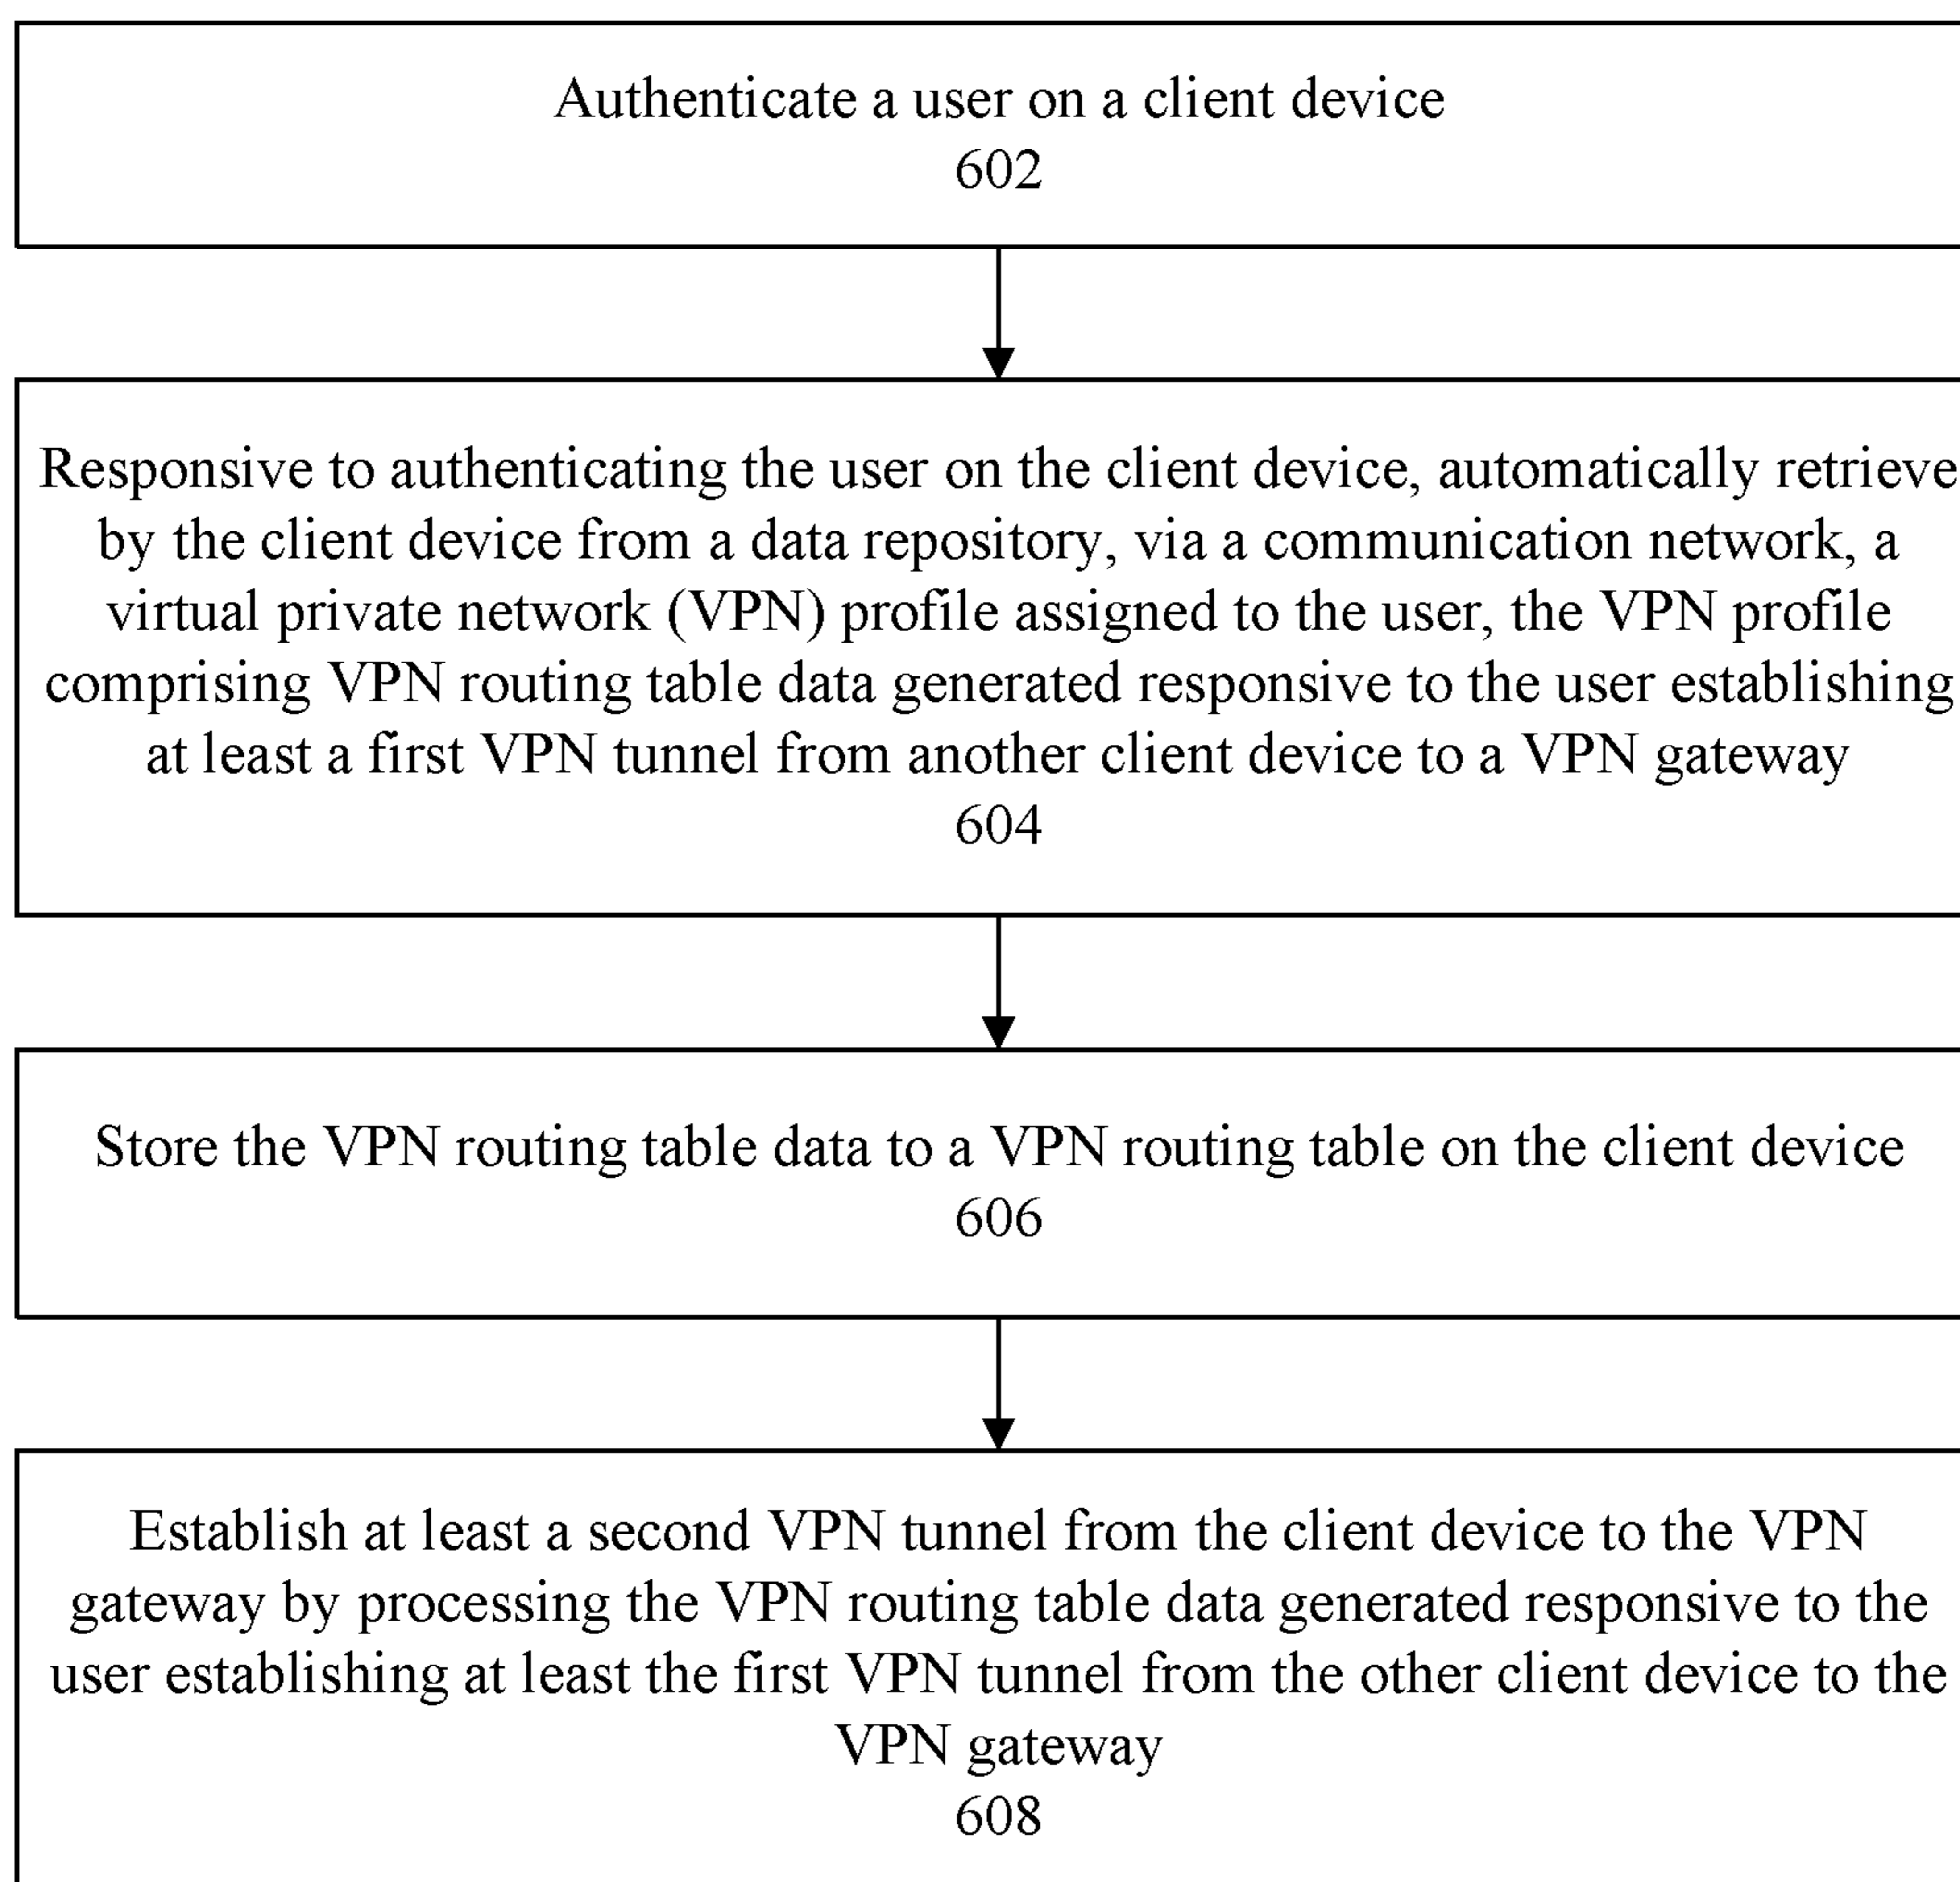 Authenticate a user on a client device
602
Responsive to authenticating the user on the client device, automatically retrieve
by the client device from a data repository, via a communication network, a
virtual private network (VPN) profile assigned to the user, the VPN profile
comprising VPN routing table data generated responsive to the user establishing
at least a first VPN tunnel from another client device to a VPN gateway
604
Store the VPN routing table data to a VPN routing table on the client device
606
Establish at least a second VPN tunnel from the client device to the VPN
gateway by processing the VPN routing table data generated responsive to the
user establishing at least the first VPN tunnel from the other client device to the
VPN gateway
608